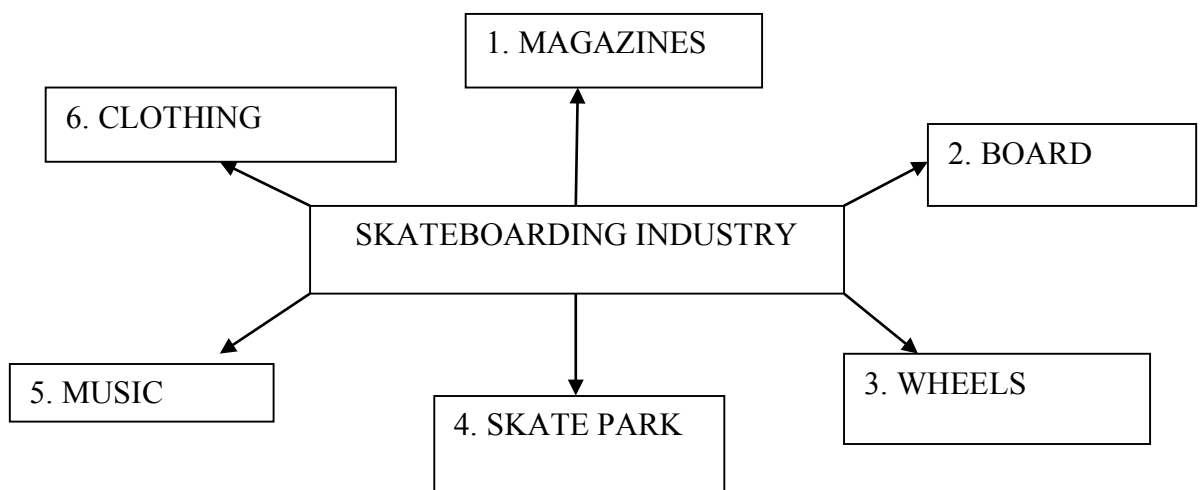 1. MAGAZINES
6. CLOTHING
2. BOARD
SKATEBOARDING INDUSTRY
5. MUSIC
3. WHEELS
4. SKATE PARK